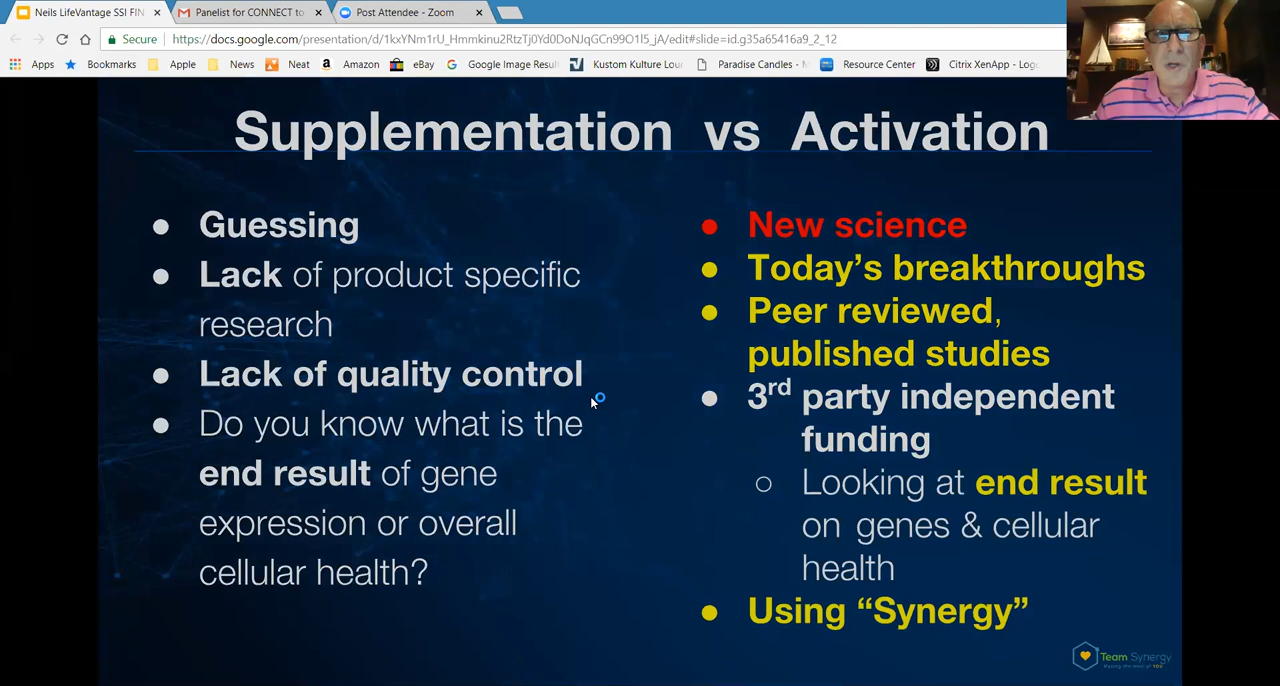 Neils LifeVantage SSI FIN
Panelist for CONNECT to
Post Attendee - Zoom
Secure
https://docs.google.com/presentation/d/1kxYNm1rU_Hmmkinu2RtzTj0Yd0DoNJqGCn99O1l5_jA/edit#slide=id.g35a65416a9_2_12
Apps Bookmarks Apple News Neat Amazon eBay Google Image Resul Kustom Kulture Lour Paradise Candles - M Resource Center Citrix XenApp - Log
Supplementation vs Activation
● Guessing
● Lack of product specific
research
● Lack of quality control
● Do you know what is the
end result of gene
expression or overall
cellular health?
● New science
● Today's breakthroughs
● Peer reviewed,
published studies
● 3rd party independent
funding
○ Looking at end result
on genes & cellular
health
● Using “Synergy”
Team Synergy